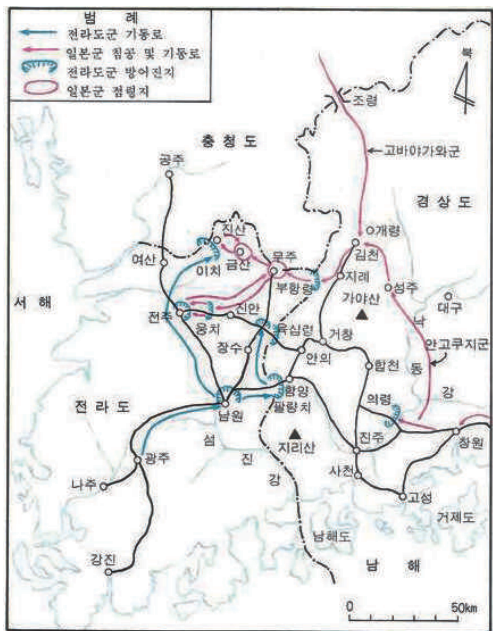 범 례
전라도군 기동로
일본군 침공 및 기동로
전라도군 방어진지
일본군 점령지
북
조령
충청도
고바야가와군
공주
경상도
진산
개령
김천
여산
이치
금산
무주
부항령
지례
성주
가야산
대구
서해
전주
웅치
진안
육십령
장수
거창
안의
낙동강
안고쿠지군
합천
함양
팔량치
의령
전라도
남원
섬진강
지리산
진주
창원
광주
나주
사천
고성
거제도
강진
남해도
남해
0
50km